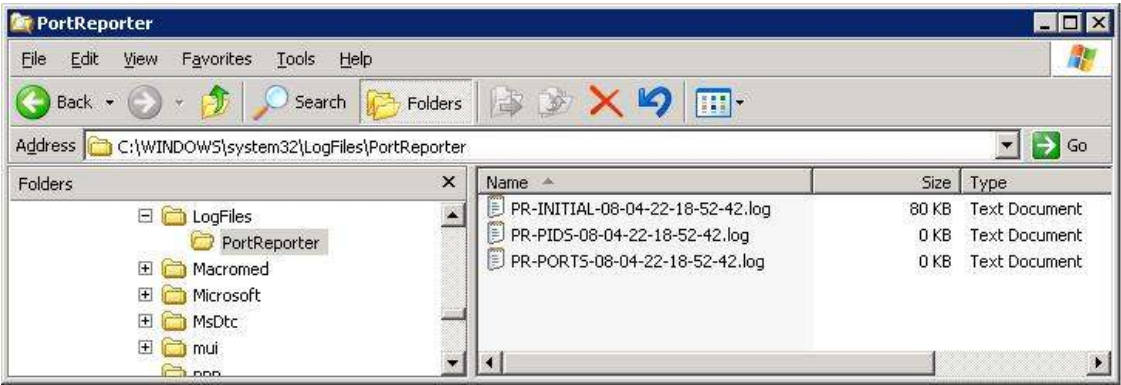 PortReporter
File Edit View Favorites Tools Help
Back Search Folders
Address C:\WINDOWS\system32\LogFiles\PortReporter Go
Folders x Name Size Type
LogFiles PR-INITIAL-08-04-22-18-52-42.log 80 KB Text Document
PortReporter PR-PIDS-08-04-22-18-52-42.log 0 KB Text Document
Macromed PR-PORTS-08-04-22-18-52-42.log 0 KB Text Document
Microsoft
MsDtc
mui
ppp